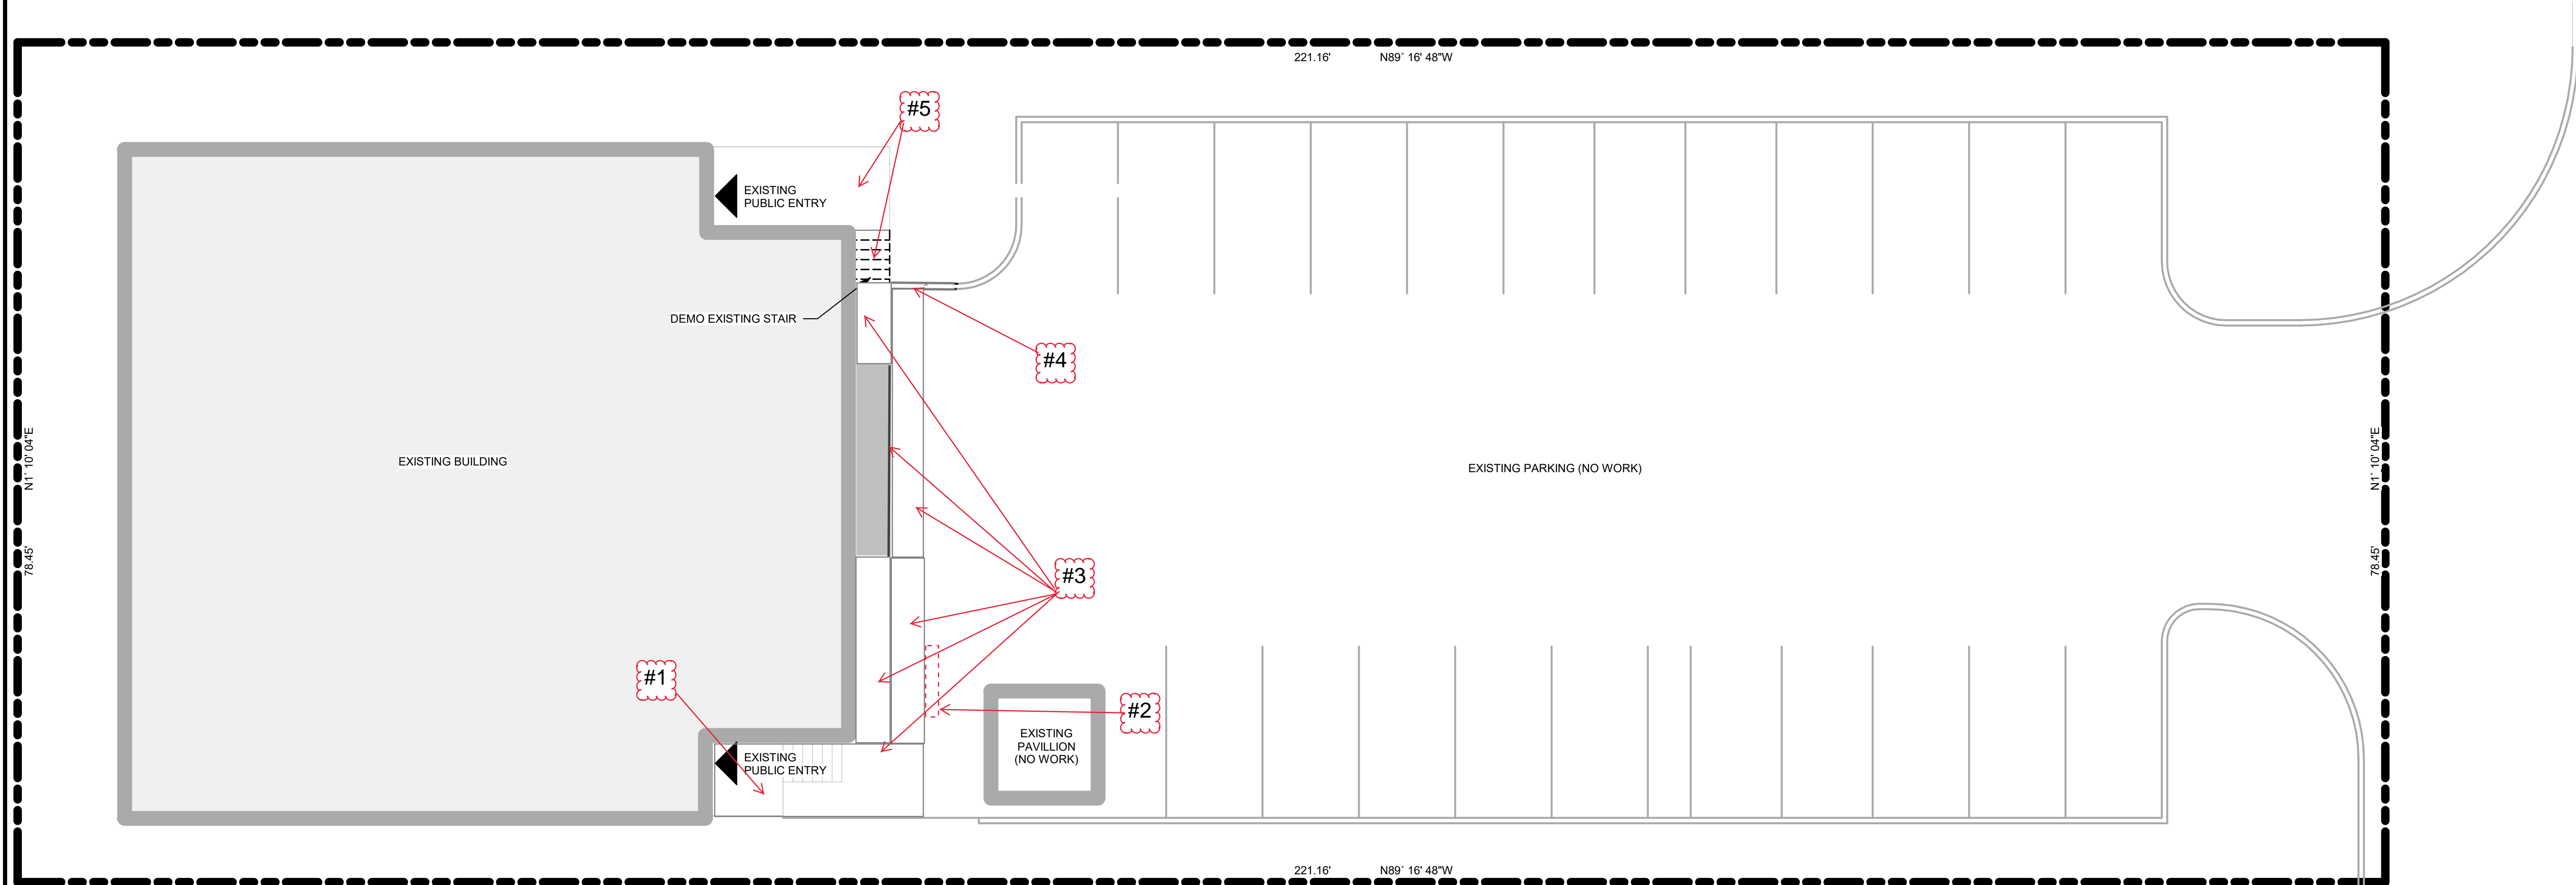 221.16' N89° 16' 48"W
#5
EXISTING
PUBLIC ENTRY
DEMO EXISTING STAIR
#4
N1° 10' 04"E
78.45'
EXISTING BUILDING
EXISTING PARKING (NO WORK)
N1° 10' 04"E
78.45'
#3
#1
#2
EXISTING
PAVILLION
(NO WORK)
EXISTING
PUBLIC ENTRY
221.16' N89° 16' 48"W